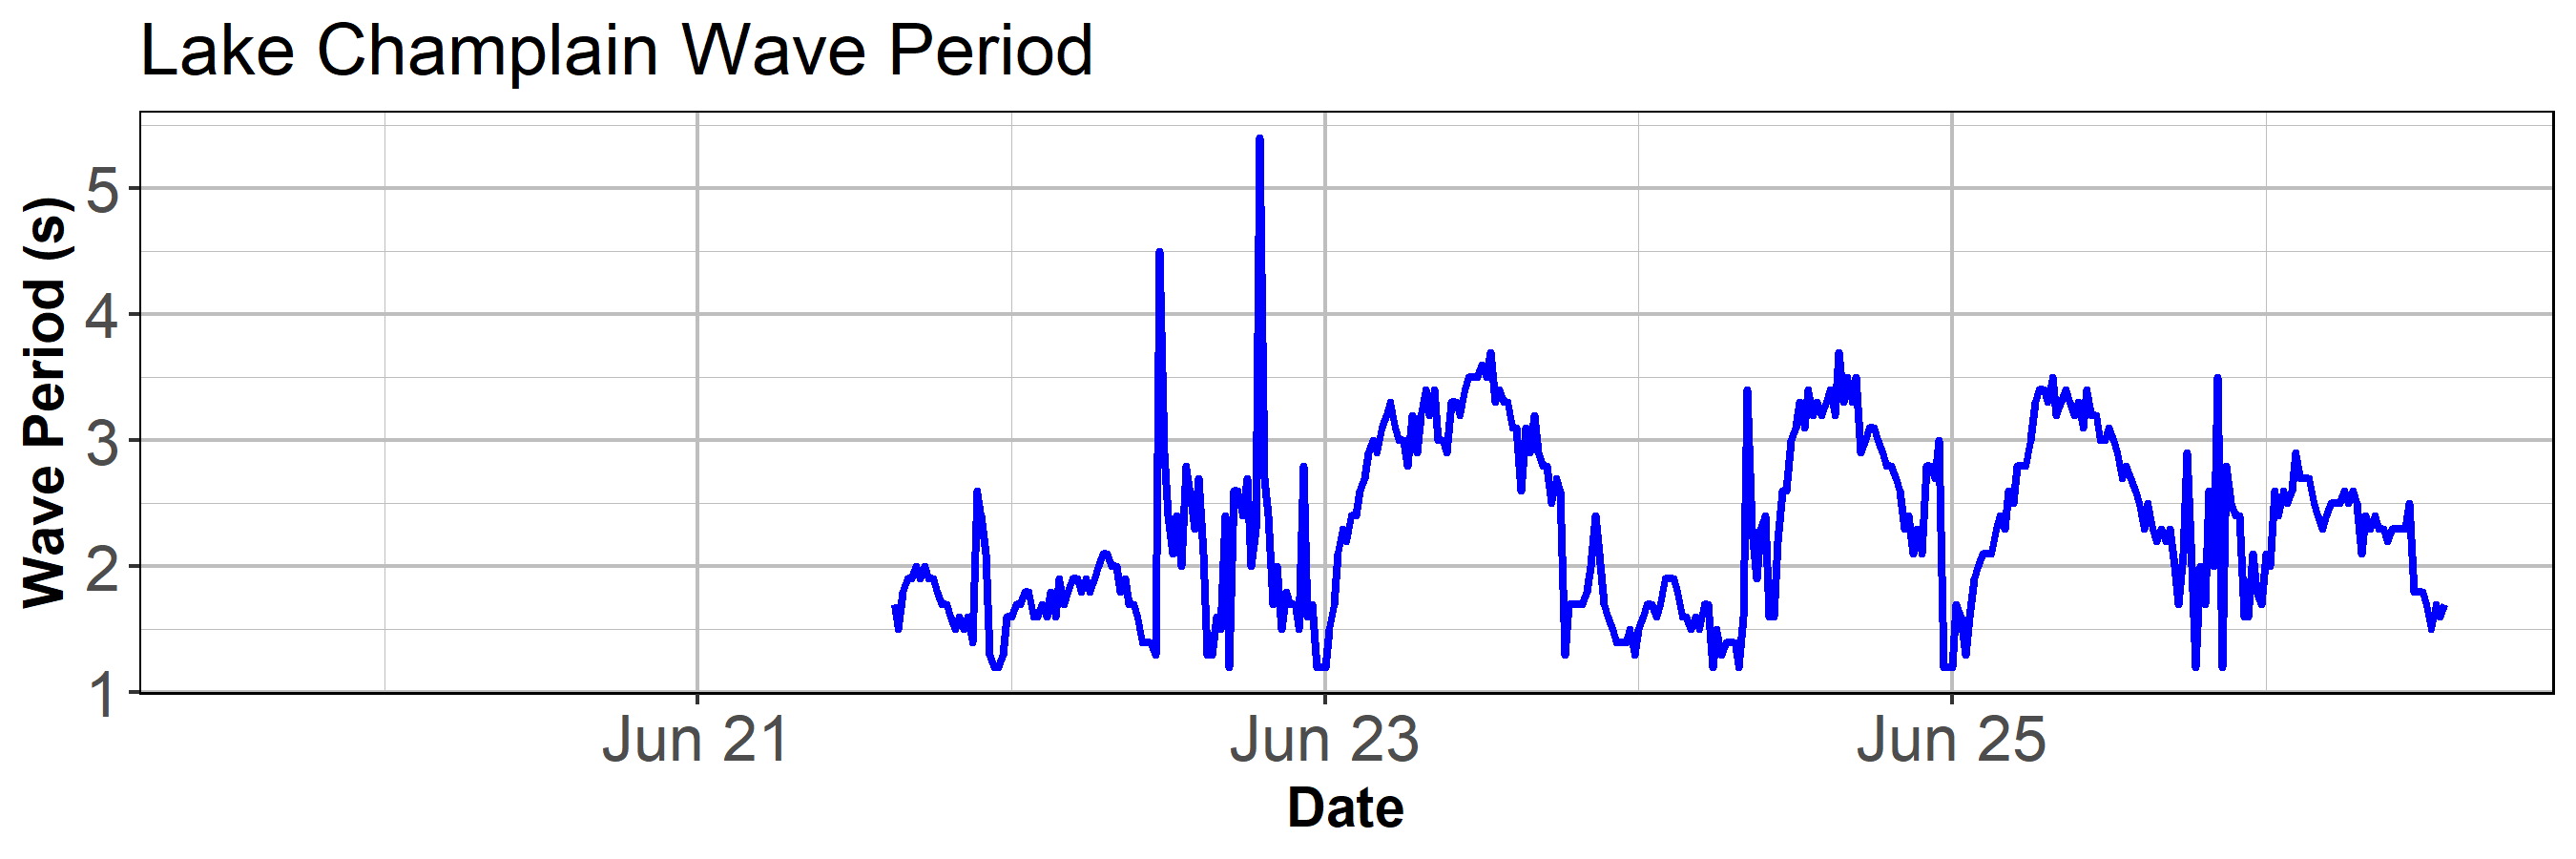 Lake Champlain Wave Period
Wave Period (s)
5
4
3
2
1
Jun 21
Jun 23
Jun 25
Date